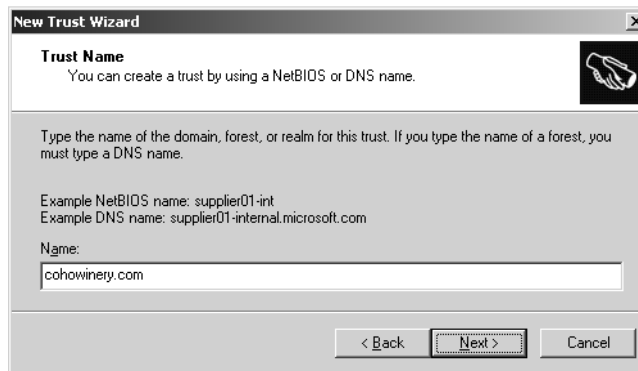 New Trust Wizard
Trust Name
You can create a trust by using a NetBIOS or DNS name.
Type the name of the domain, forest, or realm for this trust. If you type the name of a forest, you
must type a DNS name.
Example NetBIOS name: supplier01-int
Example DNS name: supplier01-internal.microsoft.com
Name:
cohowinery.com
< Back
Next >
Cancel